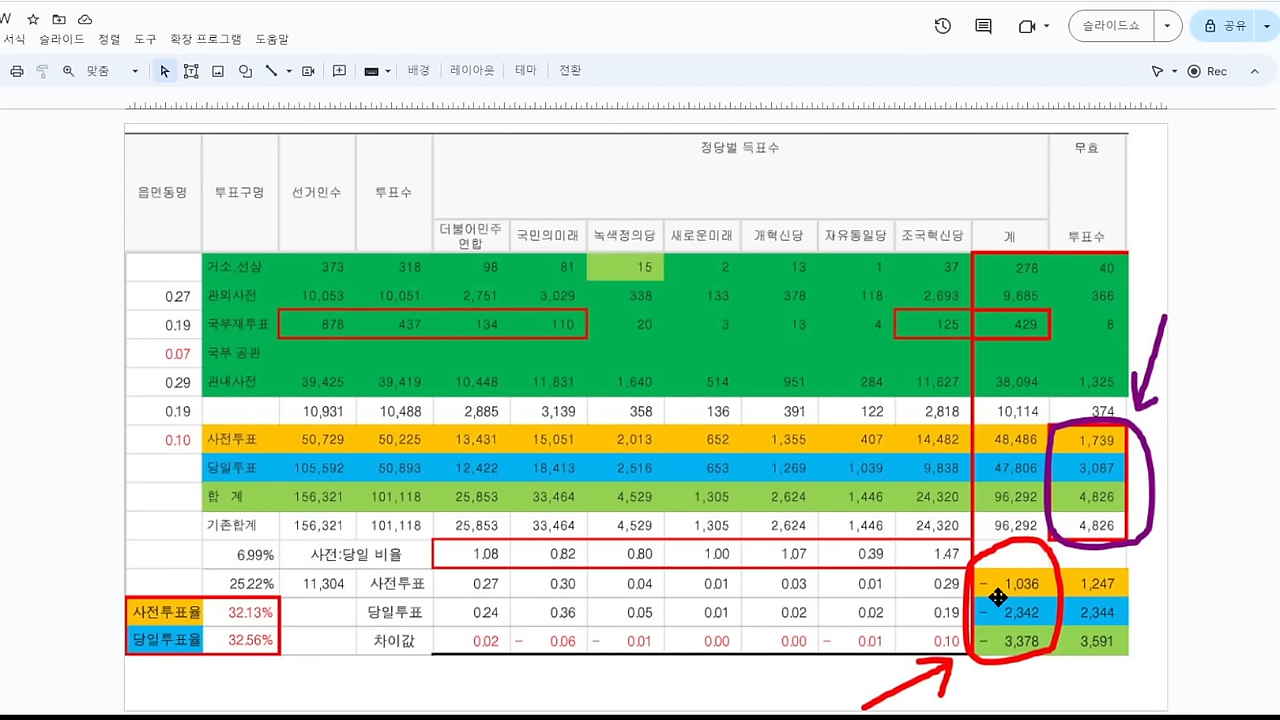 W
서식 슬라이드 정렬 도구 확장 프로그램 도움말
슬라이드쇼
공유
맞춤
배경 레이아웃 테마 전환
Rec
읍면동명 투표구명 선거인수 투표수 정당별 득표수 무효
더불어민주연합 국민의미래 녹색정의당 새로운미래 개혁신당 자유통일당 조국혁신당 계 투표수
거소,선상 373 318 98 81 15 2 13 1 37 278 40
0.27 관외사전 10,053 10,051 2,751 3,029 338 133 378 118 2,693 9,685 366
0.19 국부재투표 878 437 134 110 20 3 13 4 125 429 8
0.07 국부 공관
0.29 관내사전 39,425 39,419 10,448 11,831 1,640 514 951 284 11,627 38,094 1,325
0.19 10,931 10,488 2,885 3,139 358 136 391 122 2,818 10,114 374
0.10 사전투표 50,729 50,225 13,431 15,051 2,013 652 1,355 407 14,482 48,486 1,739
당일투표 105,592 50,893 12,422 18,413 2,516 653 1,269 1,039 9,838 47,806 3,087
합 계 156,321 101,118 25,853 33,464 4,529 1,305 2,624 1,446 24,320 96,292 4,826
기존합계 156,321 101,118 25,853 33,464 4,529 1,305 2,624 1,446 24,320 96,292 4,826
6.99% 사전:당일 비율 1.08 0.82 0.80 1.00 1.07 0.39 1.47
25.22% 11,304 사전투표 0.27 0.30 0.04 0.01 0.03 0.01 0.29 - 1,036 1,247
사전투표율 32.13% 당일투표 0.24 0.36 0.05 0.01 0.02 0.02 0.19 - 2,342 2,344
당일투표율 32.56% 차이값 0.02 - 0.06 - 0.01 0.00 0.00 - 0.01 0.10 - 3,378 3,591